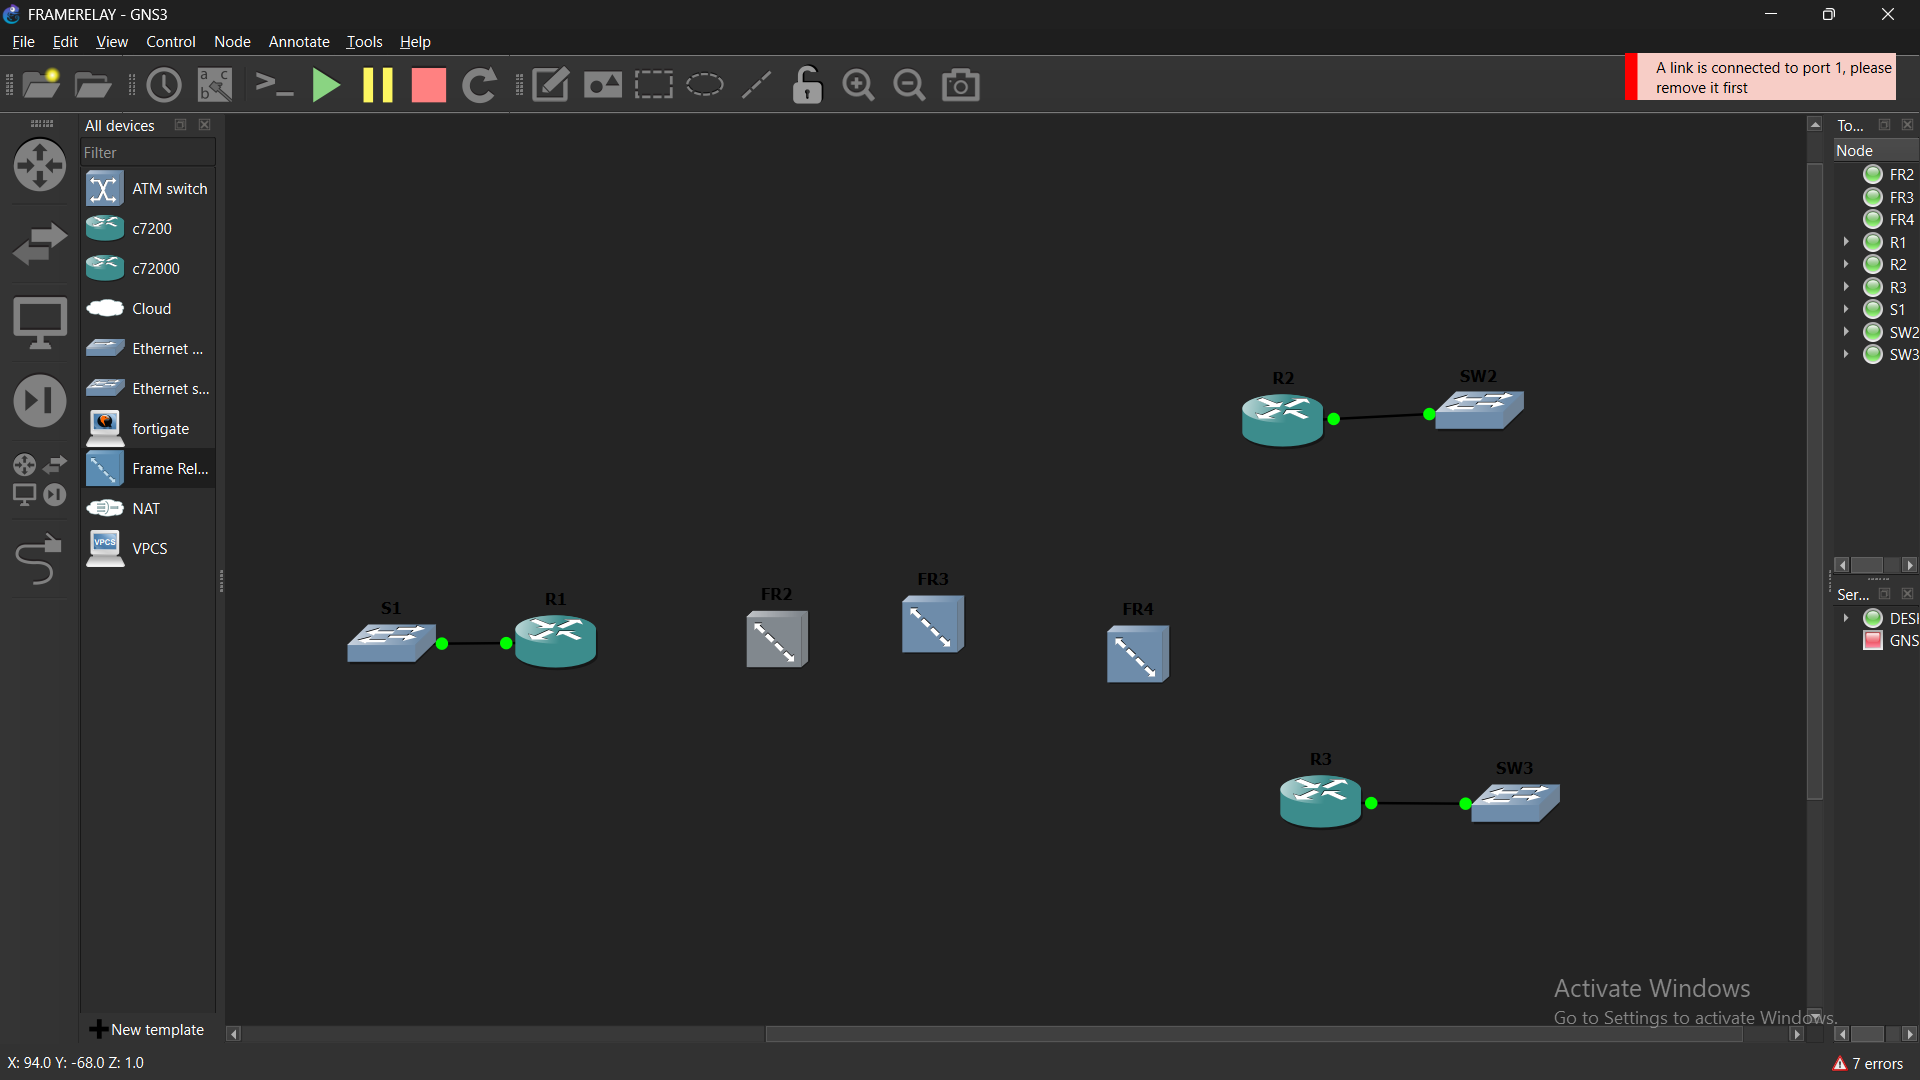 FRAMERELAY - GNS3
File Edit View Control Node Annotate Tools Help
A link is connected to port 1, please
remove it first
All devices
Filter
ATM switch
c7200
c72000
Cloud
Ethernet ...
Ethernet s...
fortigate
Frame Rel...
NAT
VPCS
New template
R2
SW2
S1
R1
FR2
FR3
FR4
R3
SW3
To...
Node
FR2
FR3
FR4
R1
R2
R3
S1
SW2
SW3
Ser...
DESI
GNS
Activate Windows
Go to Settings to activate Windows.
X: 94.0 Y: -68.0 Z: 1.0
7 errors